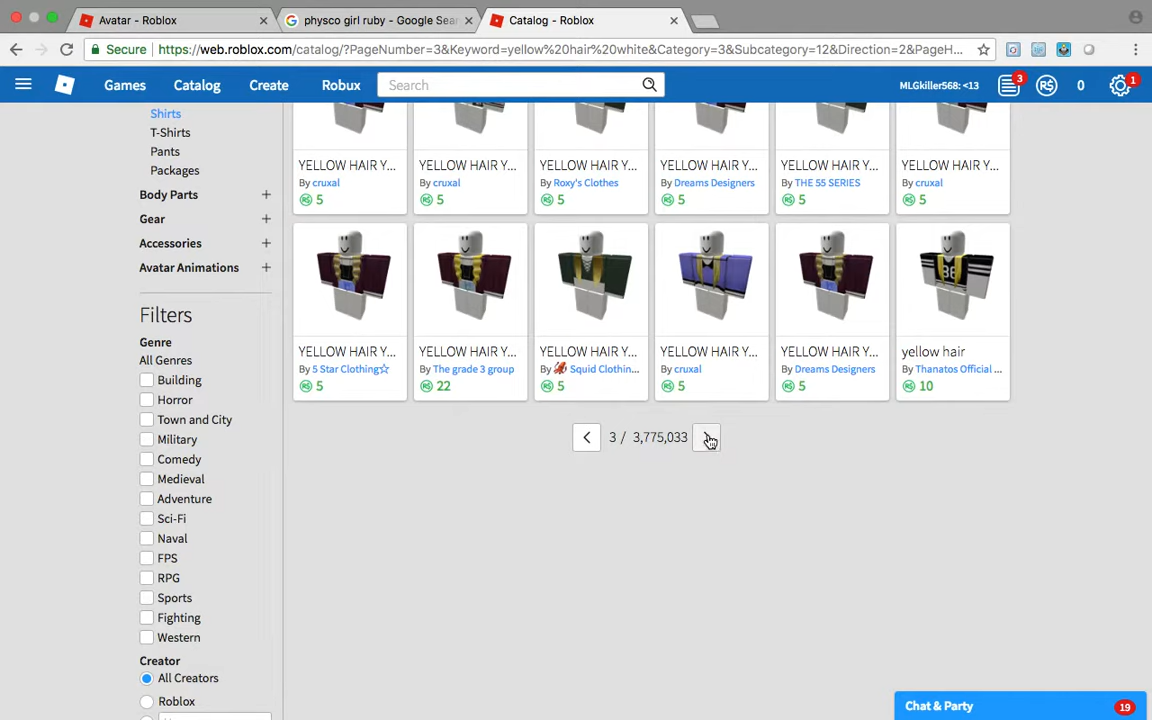 Avatar - Roblox
physco girl ruby - Google Sear
Catalog - Roblox
Secure https://web.roblox.com/catalog/?PageNumber=3&Keyword=yellow%20hair%20white&Category=3&Subcategory=12&Direction=2&PageH...
Games Catalog Create Robux Search MLGkiller568: <13 3 0 1
Shirts
T-Shirts
Pants
Packages
Body Parts +
Gear +
Accessories +
Avatar Animations +
Filters
Genre
All Genres
Building
Horror
Town and City
Military
Comedy
Medieval
Adventure
Sci-Fi
Naval
FPS
RPG
Sports
Fighting
Western
Creator
All Creators
Roblox
YELLOW HAIR Y... YELLOW HAIR Y... YELLOW HAIR Y... YELLOW HAIR Y... YELLOW HAIR Y... YELLOW HAIR Y...
By cruxal By cruxal By Roxy's Clothes By Dreams Designers By THE 55 SERIES By cruxal
R$ 5 R$ 5 R$ 5 R$ 5 R$ 5 R$ 5
YELLOW HAIR Y... YELLOW HAIR Y... YELLOW HAIR Y... YELLOW HAIR Y... YELLOW HAIR Y... yellow hair
By 5 Star Clothing☆ By The grade 3 group By 🦑 Squid Clothin... By cruxal By Dreams Designers By Thanatos Official ...
R$ 5 R$ 22 R$ 5 R$ 5 R$ 5 R$ 10
3 / 3,775,033
Chat & Party 19